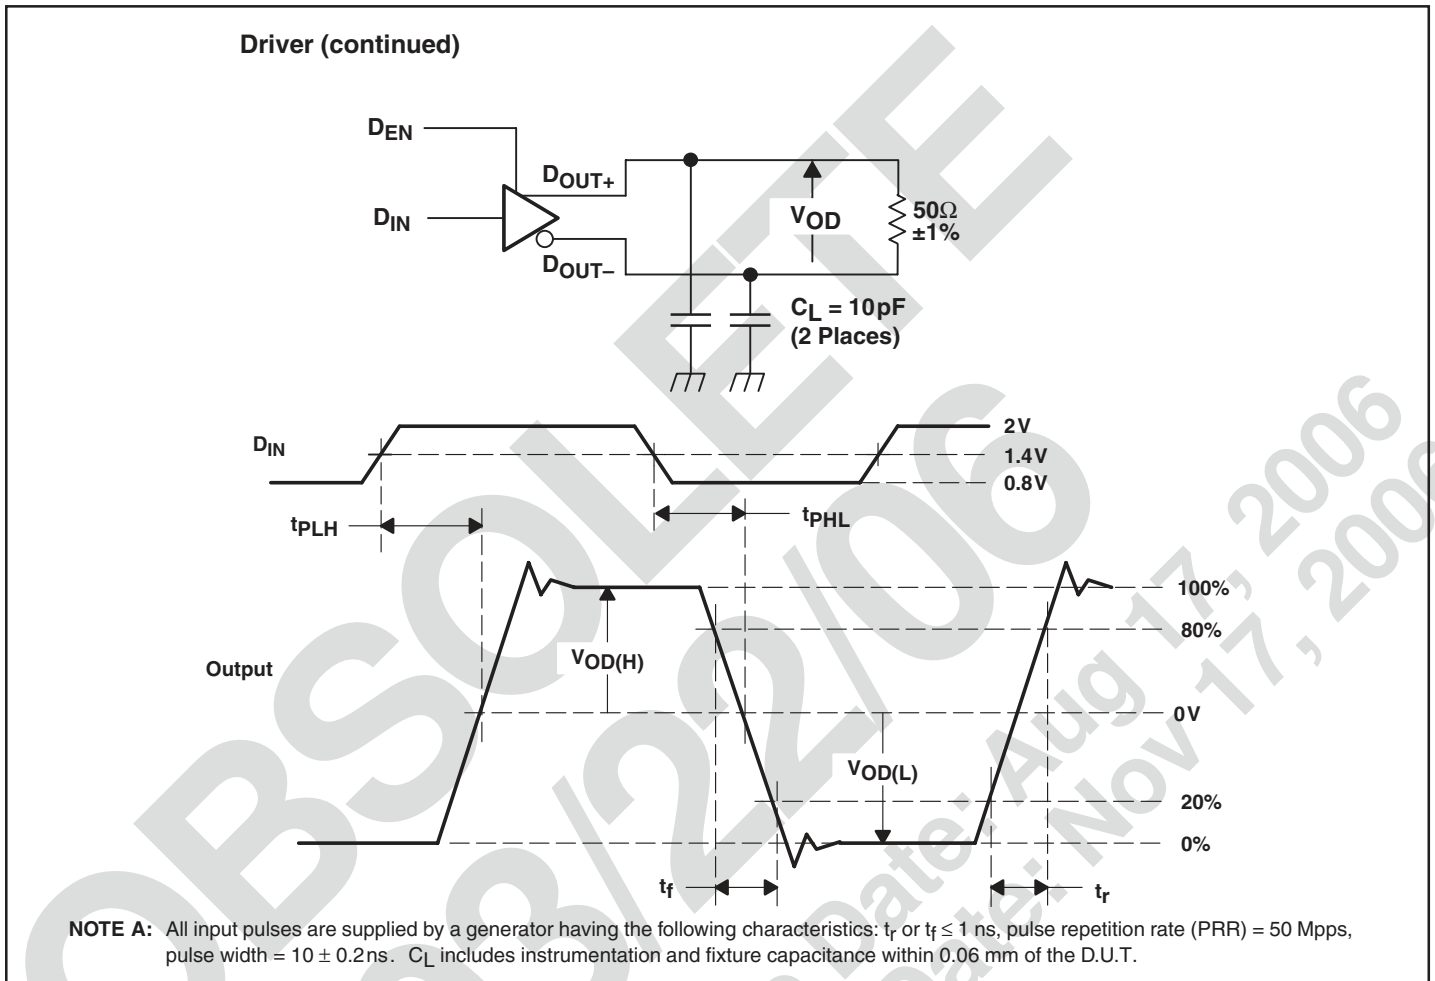 Driver (continued)
DEN
DOUT+
DIN
VOD
50Ω
±1%
DOUT–
CL = 10pF
(2 Places)
DIN
2V
1.4V
0.8V
tPLH
tPHL
100%
80%
VOD(H)
Output
0V
VOD(L)
20%
0%
tf
tr
NOTE A: All input pulses are supplied by a generator having the following characteristics: tr or tf ≤ 1 ns, pulse repetition rate (PRR) = 50 Mpps,
pulse width = 10 ± 0.2ns. CL includes instrumentation and fixture capacitance within 0.06 mm of the D.U.T.
OBSOLETE
03/22/06
Date: Aug 17, 2006
Date: Nov 17, 2006